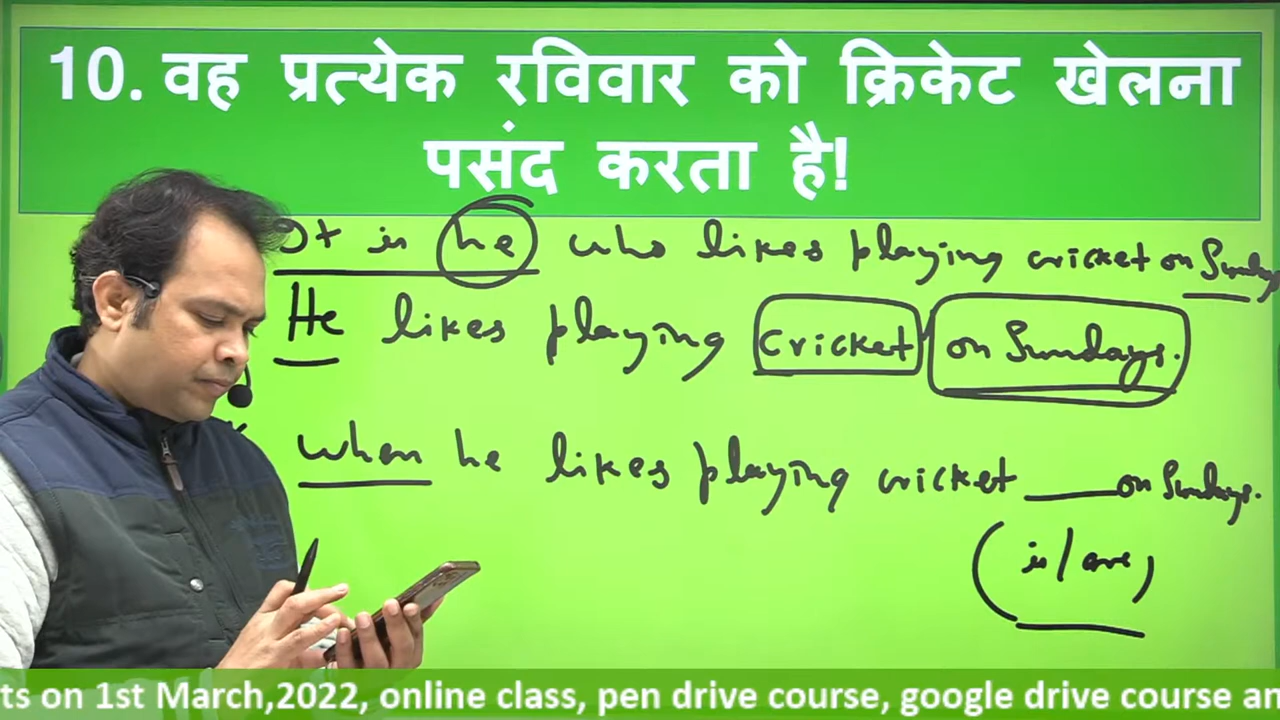 10. वह प्रत्येक रविवार को क्रिकेट खेलना
पसंद करता है!
It is he who likes playing cricket on Sunday
He likes playing cricket on Sundays.
when he likes playing cricket ____ on Sundays.
(is/are)
ts on 1st March,2022, online class, pen drive course, google drive course an